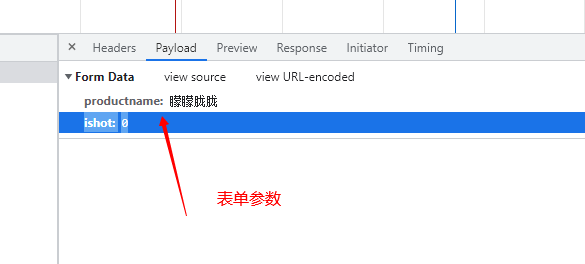 × Headers Payload Preview Response Initiator Timing
▼ Form Data view source view URL-encoded
productname: 朦朦胧胧
ishot: 0
表单参数